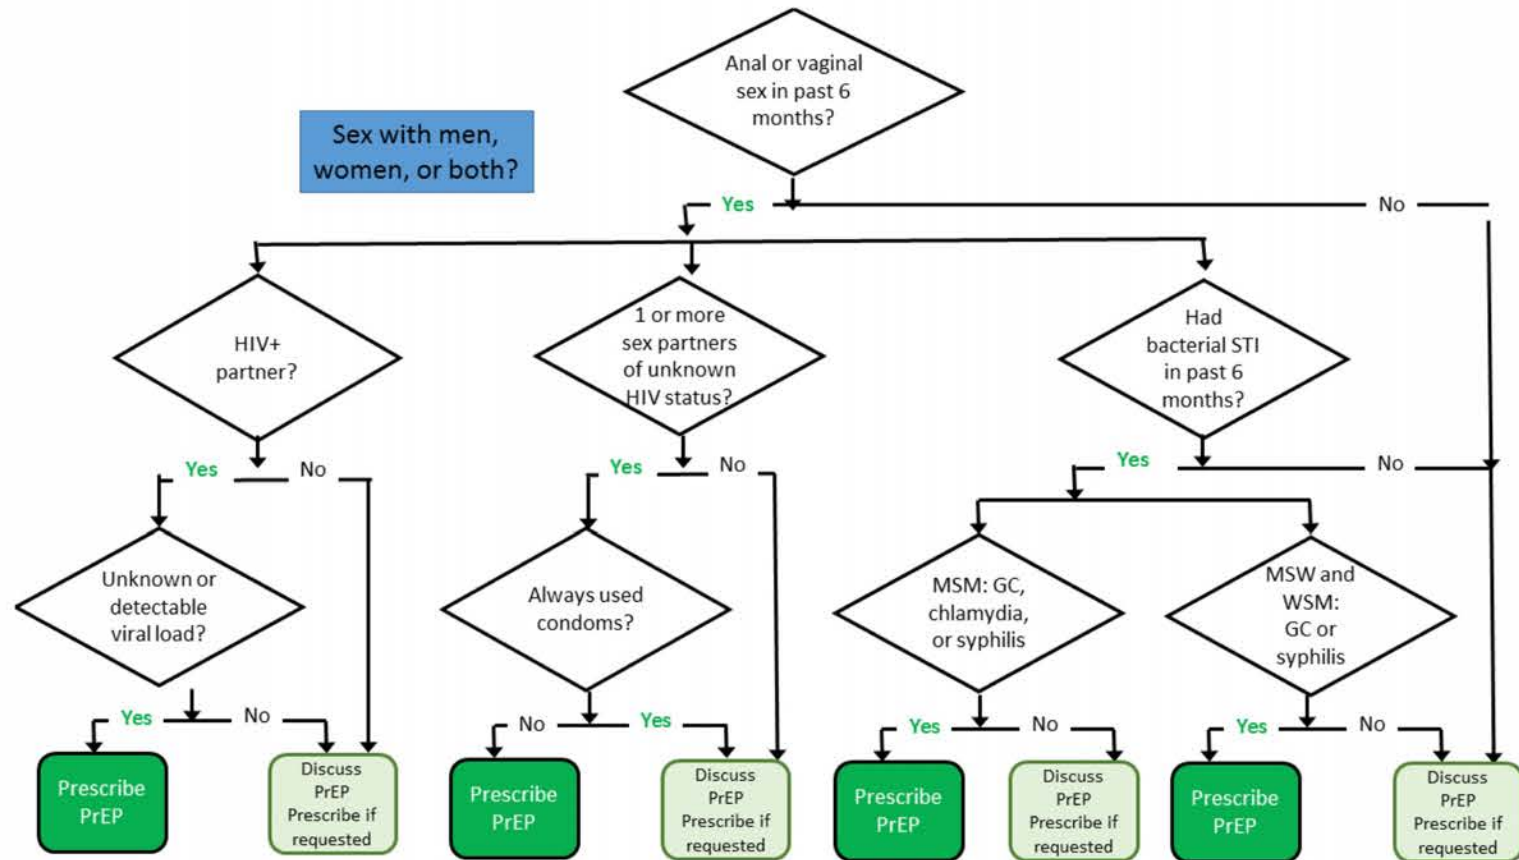 Anal or vaginal
sex in past 6
months?
Sex with men,
women, or both?
Yes
No
HIV+
partner?
1 or more
sex partners
of unknown
HIV status?
Had
bacterial STI
in past 6
months?
Yes
No
Yes
No
Yes
No
Unknown or
detectable
viral load?
Always used
condoms?
MSM: GC,
chlamydia,
or syphilis
MSW and
WSM:
GC or
syphilis
Yes
No
No
Yes
Yes
No
Yes
No
Prescribe
PrEP
Discuss
PrEP
Prescribe if
requested
Prescribe
PrEP
Discuss
PrEP
Prescribe if
requested
Prescribe
PrEP
Discuss
PrEP
Prescribe if
requested
Prescribe
PrEP
Discuss
PrEP
Prescribe if
requested